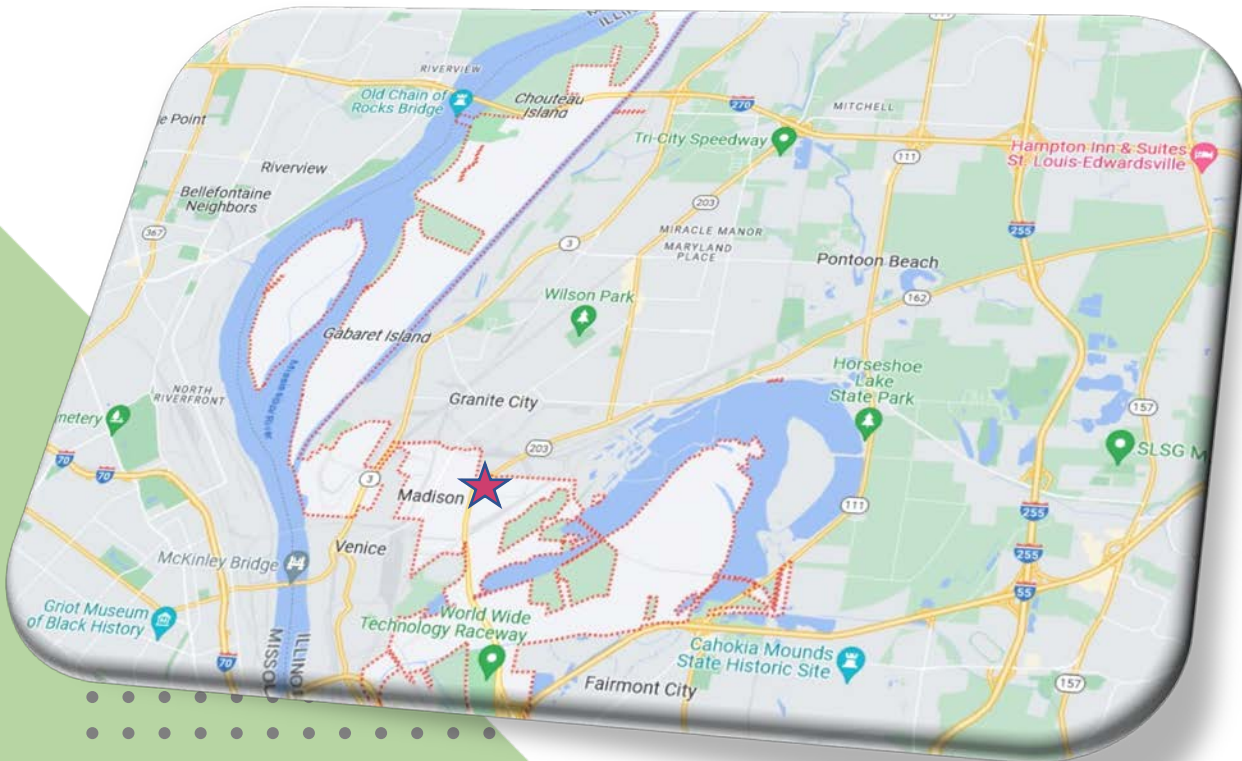 RIVERVIEW
Old Chain of
Rocks Bridge
Chouteau
Island
270
MITCHELL
Tri-City Speedway
111
Hampton Inn & Suites
St. Louis-Edwardsville
e Point
Riverview
Bellefontaine
Neighbors
367
203
3
MIRACLE MANOR
MARYLAND
PLACE
255
Pontoon Beach
162
Wilson Park
Gabaret Island
Horseshoe
Lake
State Park
NORTH
RIVERFRONT
Mississippi River
Granite City
metery
157
SLSG M
70
70
203
3
Madison
111
255
Venice
McKinley Bridge
255
55
Griot Museum
of Black History
World Wide
Technology Raceway
ILLINOIS
MISSOU
70
Cahokia Mounds
State Historic Site
Fairmont City
157